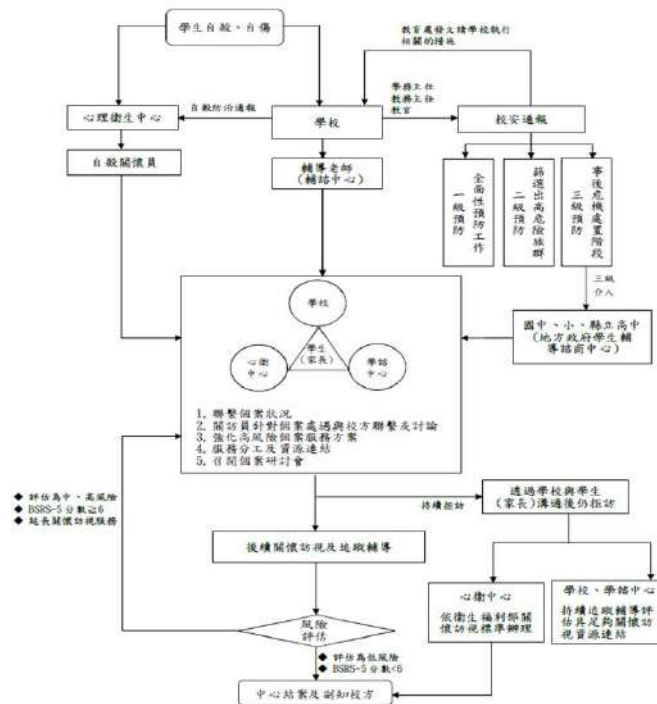 學生自殺、自傷
教育處發文請學校執行
相關的措施
心理衛生中心
自殺防治通報
學校
學務主任
教務主任
教官
校安通報
自殺關懷員
輔導老師
(輔諮中心)
一級預防
全面性預防工作
二級預防
篩選出高危險族群
三級預防
事後危機處置階段
三級
介入
國中、小、縣立高中
(地方政府學生輔
導諮商中心)
學校
心衛
中心
學生
(家長)
學諮
中心
1. 聯繫個案狀況
2. 關訪員針對個案處遇與校方聯繫或討論
3. 強化高風險個案服務方案
4. 服務分工及資源連結
5. 召開個案研討會
◆ 評估為中、高風險
◆ BSRS-5 分數≧6
◆ 延長關懷訪視服務
持續拒訪
透過學校與學生
(家長)溝通後仍拒訪
後續關懷訪視及追蹤輔導
心衛中心
依衛生福利部關
懷訪視標準辦理
學校、學諮中心
持續追蹤輔導評
估具足夠關懷訪
視資源連結
風險
評估
◆ 評估為低風險
◆ BSRS-5 分數<6
中心結案及副知校方